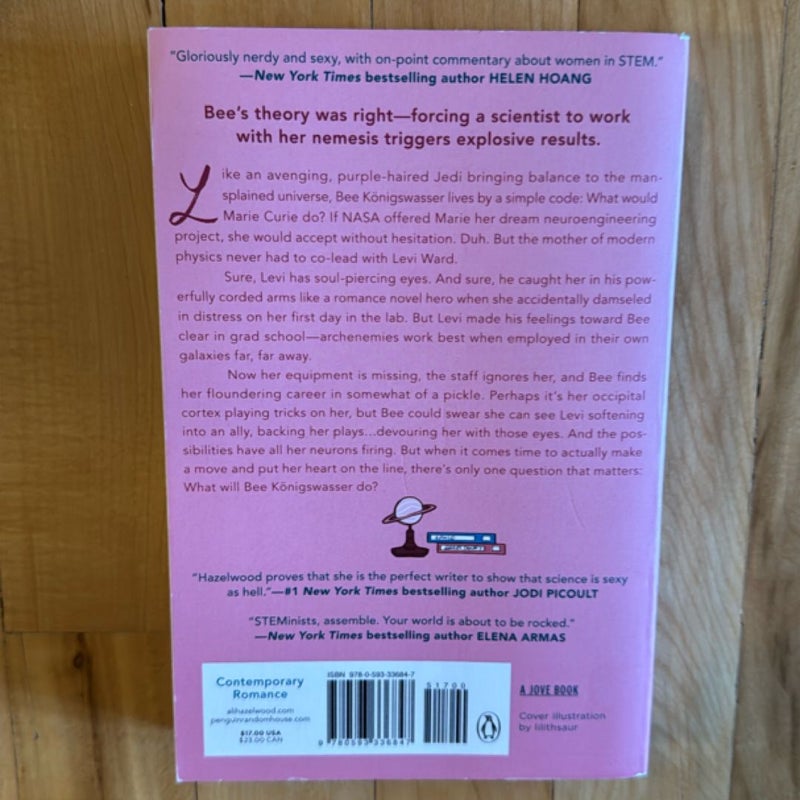 "Gloriously nerdy and sexy, with on-point commentary about women in STEM."
—New York Times bestselling author HELEN HOANG
Bee's theory was right—forcing a scientist to work
with her nemesis triggers explosive results.
Like an avenging, purple-haired Jedi bringing balance to the man-
splained universe, Bee Königswasser lives by a simple code: What would
Marie Curie do? If NASA offered Marie her dream neuroengineering
project, she would accept without hesitation. Duh. But the mother of modern
physics never had to co-lead with Levi Ward.
Sure, Levi has soul-piercing eyes. And sure, he caught her in his pow-
erfully corded arms like a romance novel hero when she accidentally damseled
in distress on her first day in the lab. But Levi made his feelings toward Bee
clear in grad school—archenemies work best when employed in their own
galaxies far, far away.
Now her equipment is missing, the staff ignores her, and Bee finds
her floundering career in somewhat of a pickle. Perhaps it's her occipital
cortex playing tricks on her, but Bee could swear she can see Levi softening
into an ally, backing her plays...devouring her with those eyes. And the pos-
sibilities have all her neurons firing. But when it comes time to actually make
a move and put her heart on the line, there's only one question that matters:
What will Bee Königswasser do?
"Hazelwood proves that she is the perfect writer to show that science is sexy
as hell."—#1 New York Times bestselling author JODI PICOULT
"STEMinists, assemble. Your world is about to be rocked."
—New York Times bestselling author ELENA ARMAS
Contemporary
Romance
alihazelwood.com
penguinrandomhouse.com
$17.00 USA
$23.00 CAN
ISBN 978-0-593-33684-7
51700
9 780593 336847
A JOVE BOOK
Cover illustration
by lilithsaur